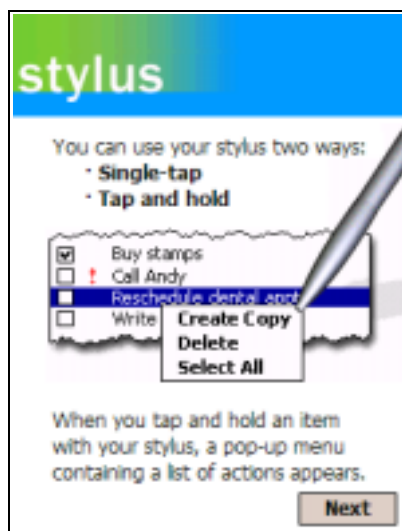 stylus
You can use your stylus two ways:
· Single-tap
· Tap and hold
Buy stamps
! Call Andy
Reschedule dental appt
Write
Create Copy
Delete
Select All
When you tap and hold an item
with your stylus, a pop-up menu
containing a list of actions appears.
Next